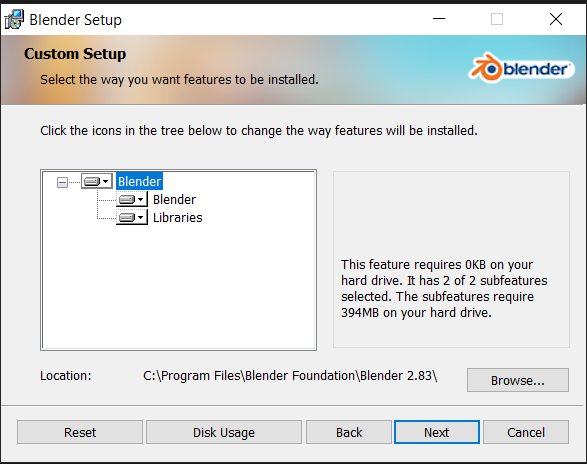 Blender Setup
Custom Setup
Select the way you want features to be installed.
blender
Click the icons in the tree below to change the way features will be installed.
Blender
Blender
Libraries
This feature requires 0KB on your
hard drive. It has 2 of 2 subfeatures
selected. The subfeatures require
394MB on your hard drive.
Location: C:\Program Files\Blender Foundation\Blender 2.83\
Browse...
Reset Disk Usage Back Next Cancel